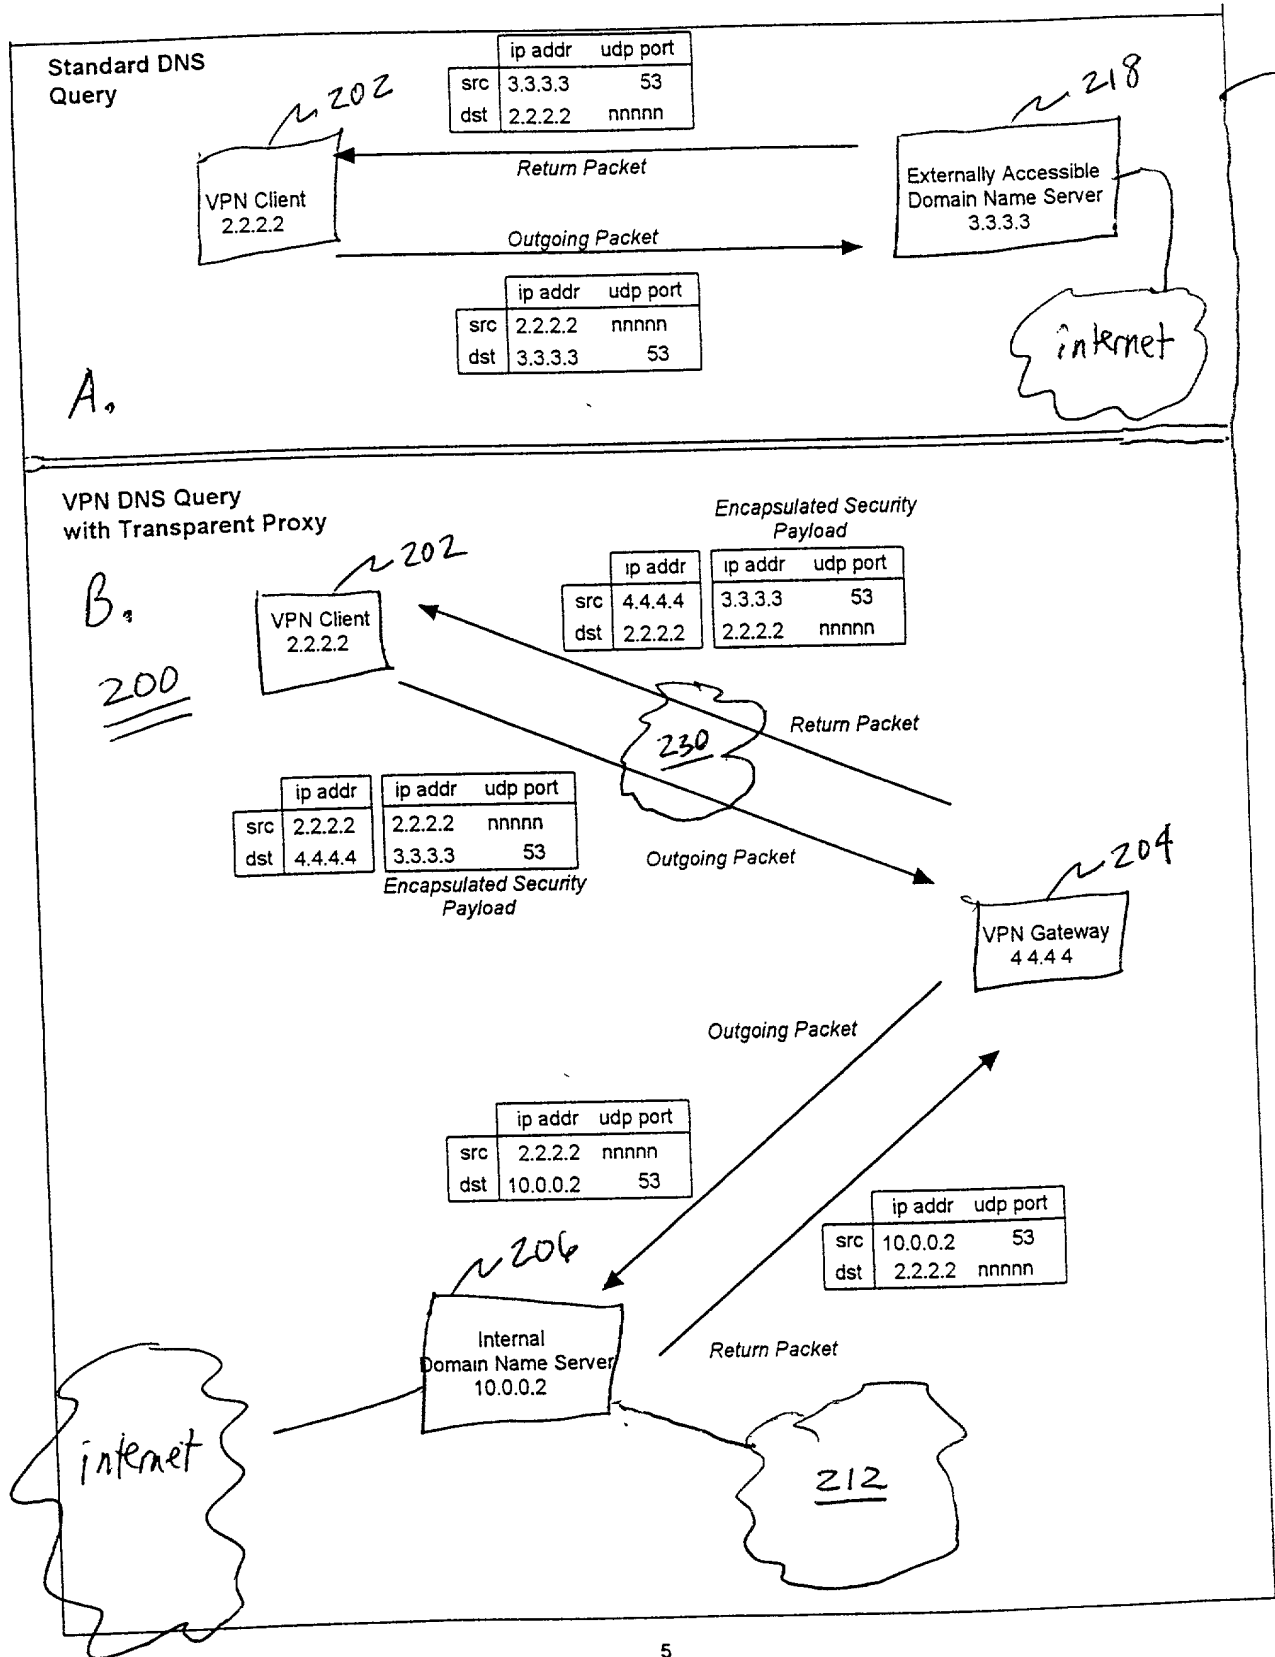 Standard DNS
Query
ip addr udp port
src 3.3.3.3 53
dst 2.2.2.2 nnnnn
202
218
VPN Client
2.2.2.2
Return Packet
Externally Accessible
Domain Name Server
3.3.3.3
Outgoing Packet
ip addr udp port
src 2.2.2.2 nnnnn
dst 3.3.3.3 53
internet
A.
VPN DNS Query
with Transparent Proxy
Encapsulated Security
Payload
202
ip addr ip addr udp port
src 4.4.4.4 3.3.3.3 53
dst 2.2.2.2 2.2.2.2 nnnnn
B.
VPN Client
2.2.2.2
200
230
Return Packet
ip addr ip addr udp port
src 2.2.2.2 2.2.2.2 nnnnn
dst 4.4.4.4 3.3.3.3 53
Encapsulated Security
Payload
Outgoing Packet
204
VPN Gateway
4 4.4 4
Outgoing Packet
ip addr udp port
src 2.2.2.2 nnnnn
dst 10.0.0.2 53
ip addr udp port
src 10.0.0.2 53
dst 2.2.2.2 nnnnn
206
Internal
Domain Name Server
10.0.0.2
Return Packet
internet
212
5